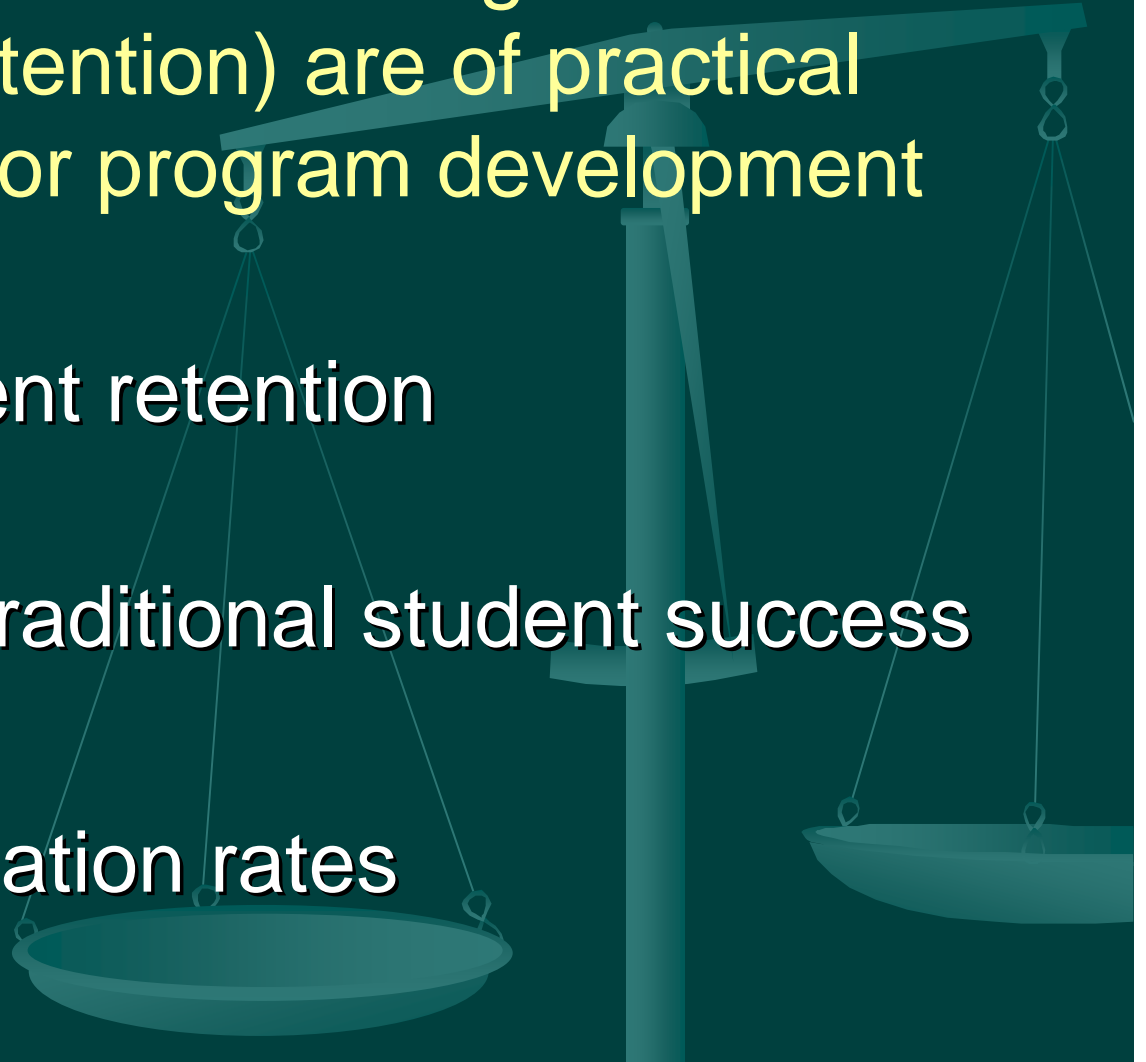 tention) are of practical
or program development
ent retention
raditional student success
ation rates